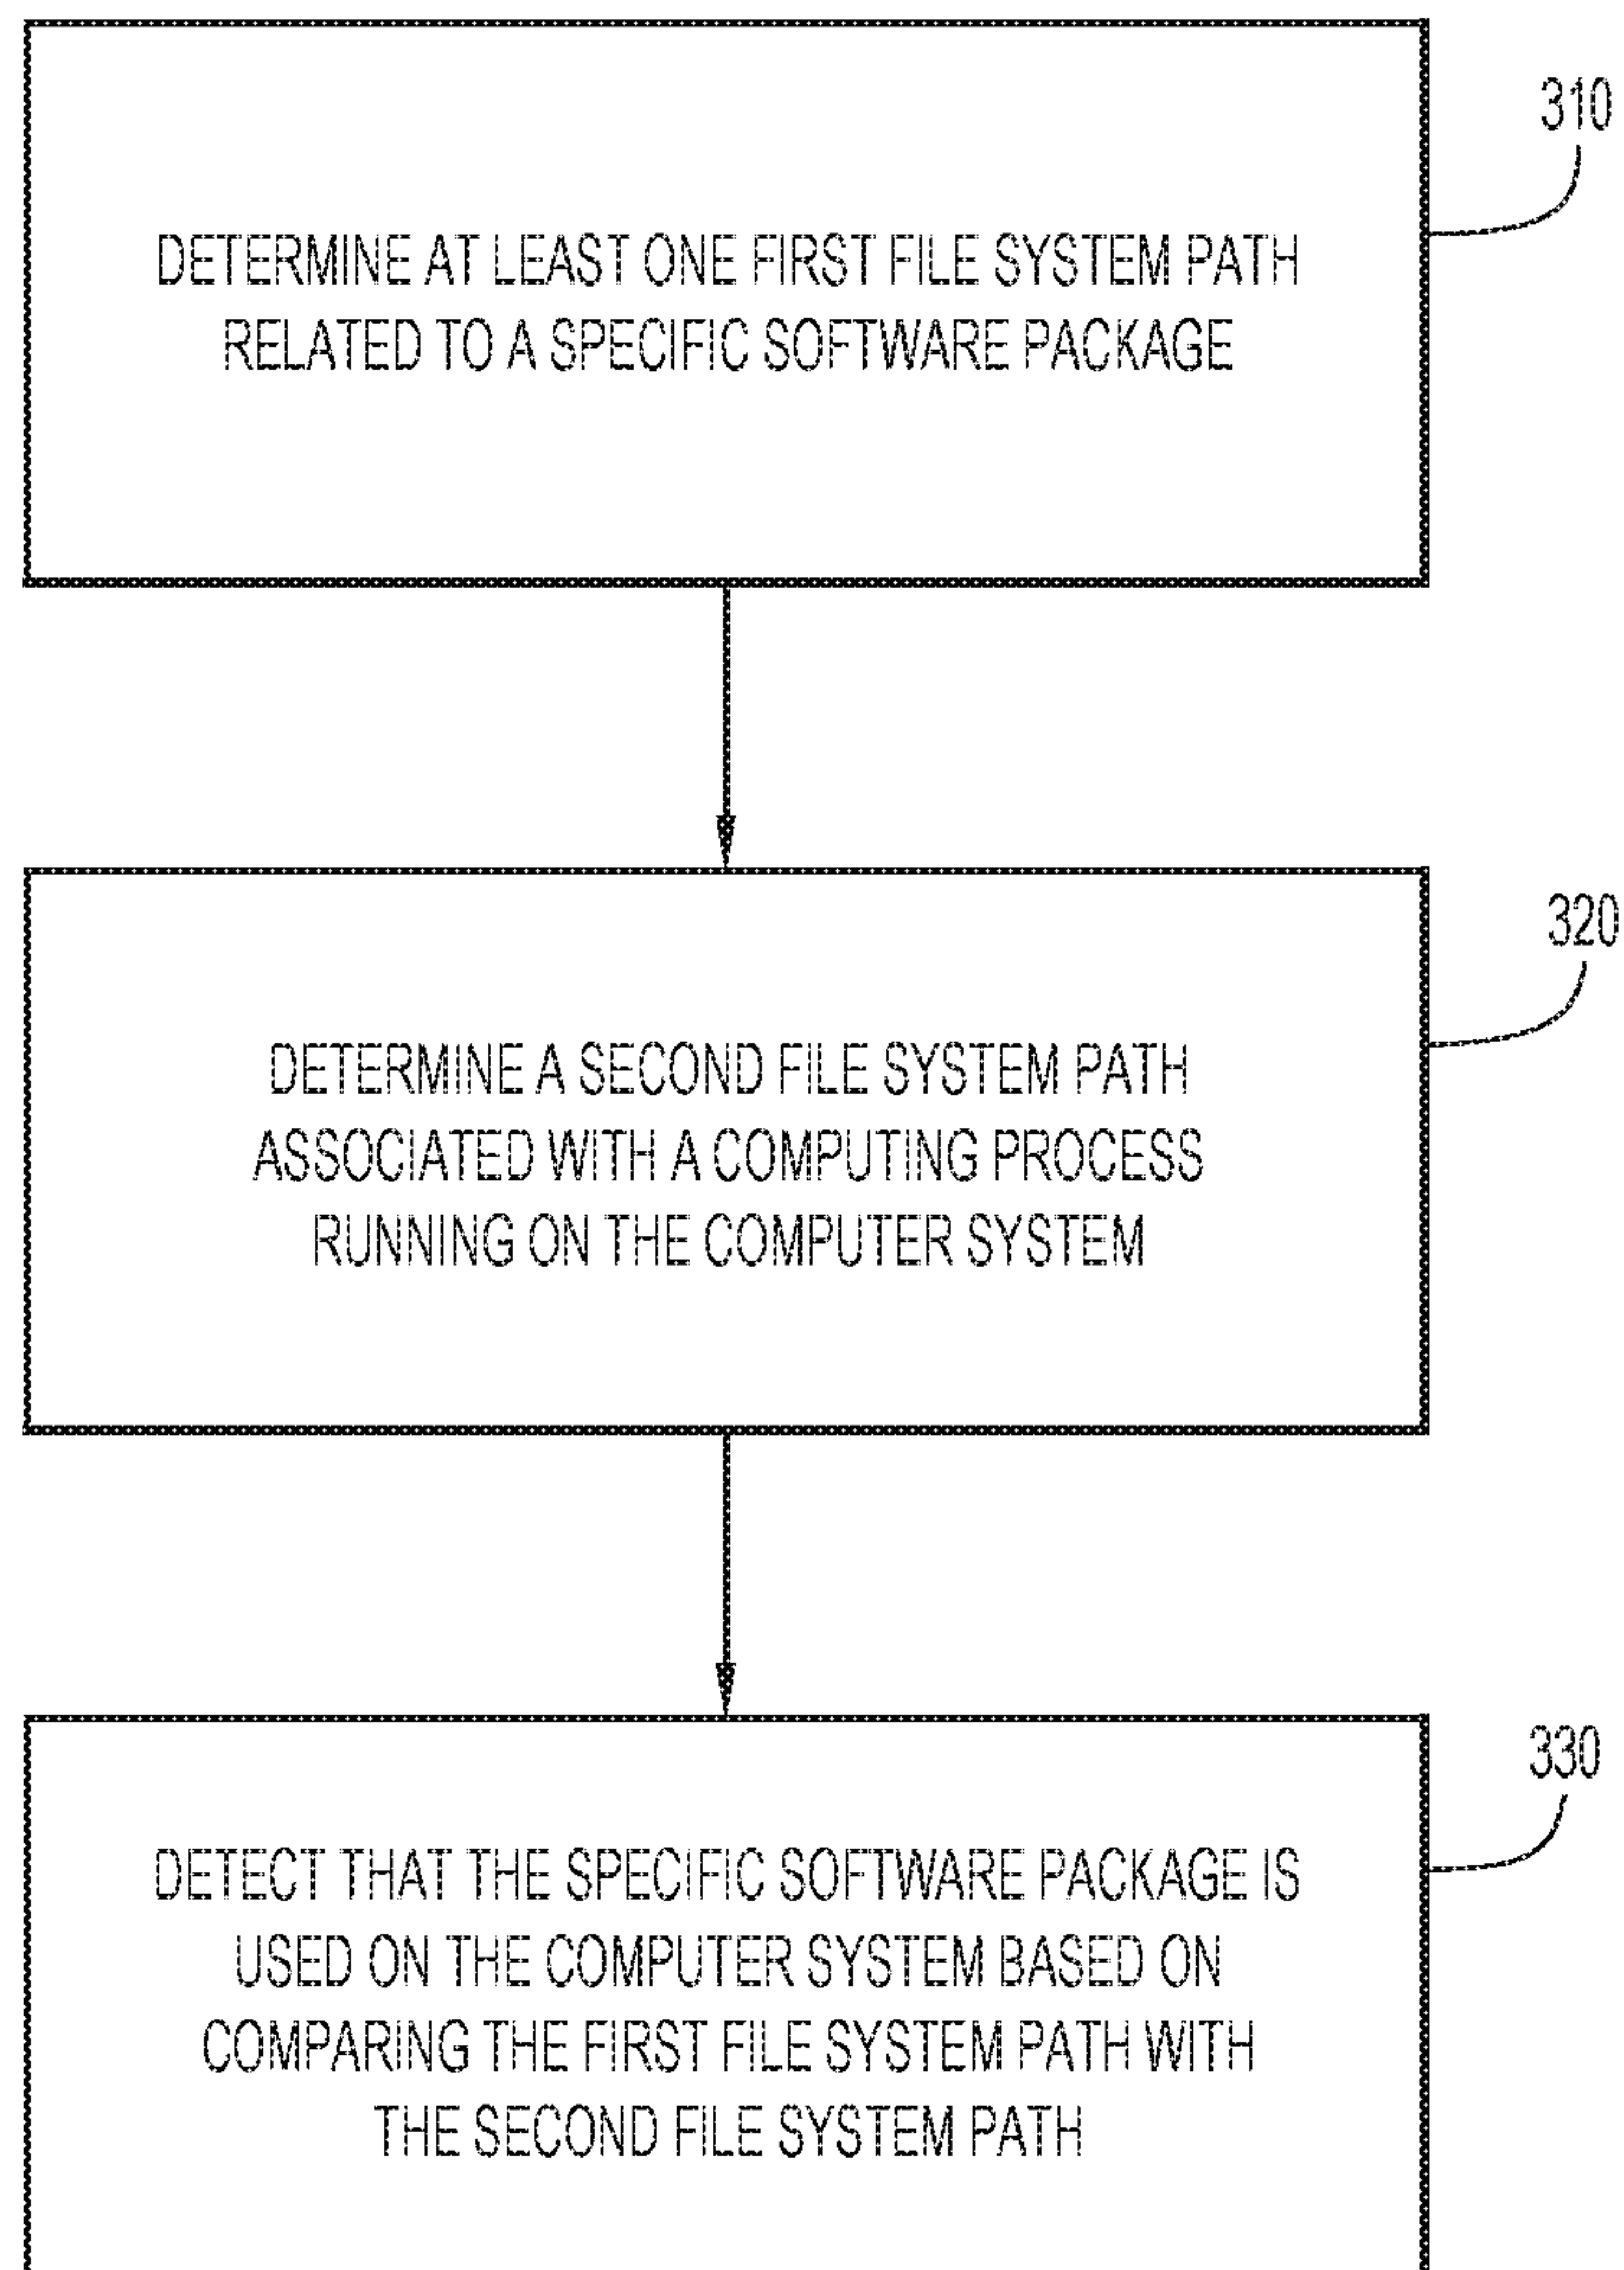 310
DETERMINE AT LEAST ONE FIRST FILE SYSTEM PATH
RELATED TO A SPECIFIC SOFTWARE PACKAGE
320
DETERMINE A SECOND FILE SYSTEM PATH
ASSOCIATED WITH A COMPUTING PROCESS
RUNNING ON THE COMPUTER SYSTEM
330
DETECT THAT THE SPECIFIC SOFTWARE PACKAGE IS
USED ON THE COMPUTER SYSTEM BASED ON
COMPARING THE FIRST FILE SYSTEM PATH WITH
THE SECOND FILE SYSTEM PATH